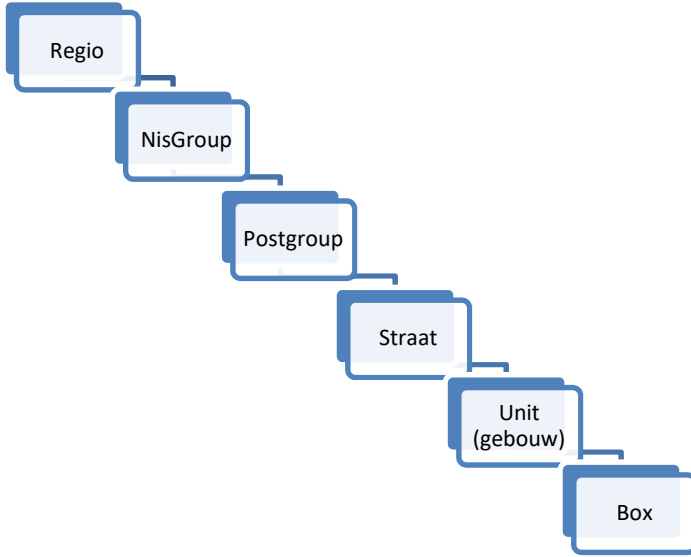 Regio
NisGroup
Postgroup
Straat
Unit
(gebouw)
Box